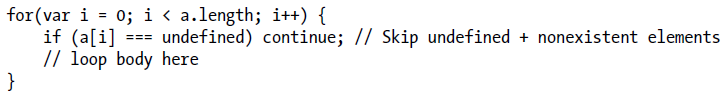 for(var i = 0; i < a.length; i++) {
    if (a[i] === undefined) continue; // Skip undefined + nonexistent elements
    // loop body here
}